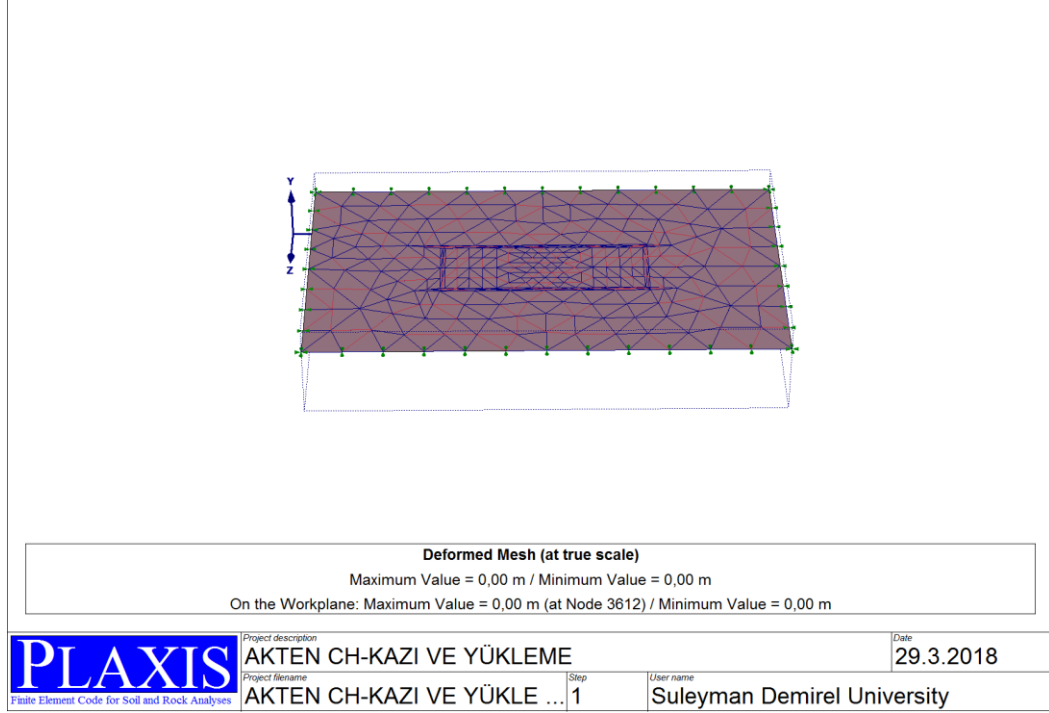 Y
Z
Deformed Mesh (at true scale)
Maximum Value = 0,00 m / Minimum Value = 0,00 m
On the Workplane: Maximum Value = 0,00 m (at Node 3612) / Minimum Value = 0,00 m
PLAXIS
Finite Element Code for Soil and Rock Analyses
Project description
AKTEN CH-KAZI VE YÜKLEME
Date
29.3.2018
Project filename
AKTEN CH-KAZI VE YÜKLE ...
Step
1
User name
Suleyman Demirel University